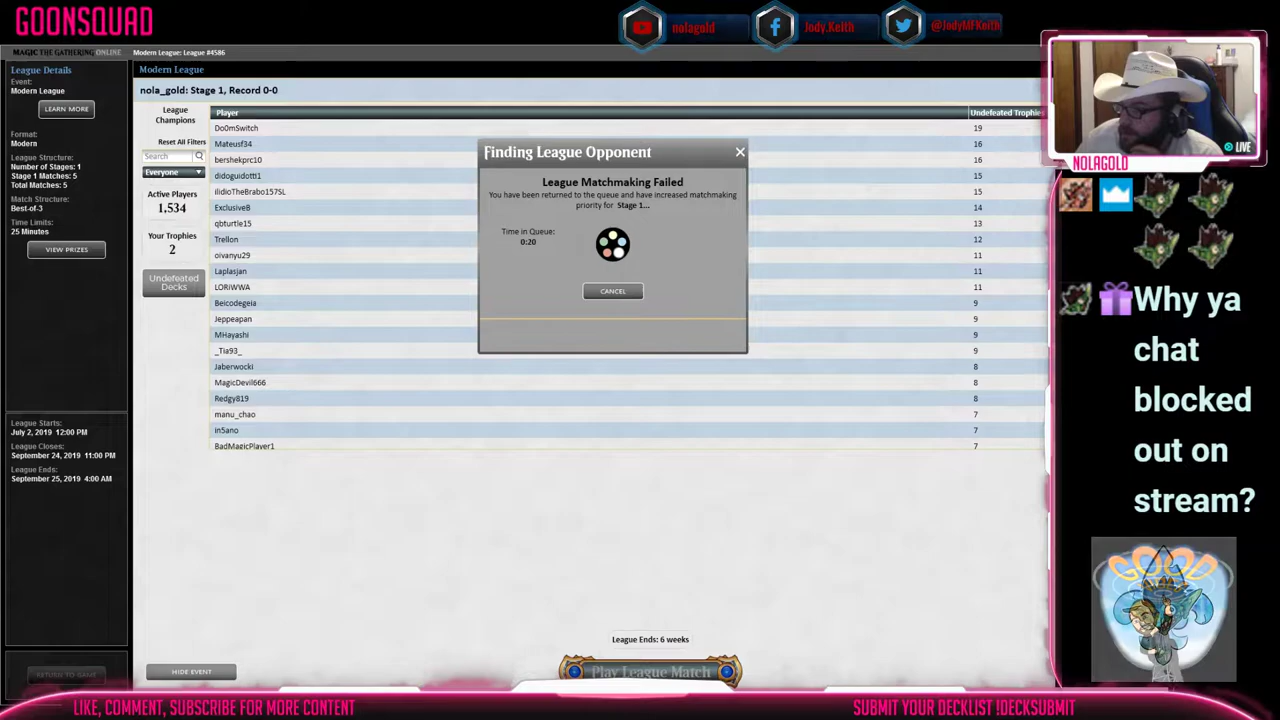 GOONSQUAD
nolagold
Jody.Keith
@JodyMFKeith
MAGIC THE GATHERING ONLINE
Modern League: League #4586
League Details
Event:
Modern League
LEARN MORE
Format:
Modern
League Structure:
Number of Stages: 1
Stage 1 Matches: 5
Total Matches: 5
Match Structure:
Best-of-3
Time Limits:
25 Minutes
VIEW PRIZES
League Starts:
July 2, 2019 12:00 PM
League Closes:
September 24, 2019 11:00 PM
League Ends:
September 25, 2019 4:00 AM
RETURN TO GAME
Modern League
nola_gold: Stage 1, Record 0-0
League
Champions
Reset All Filters
Search
Everyone
Active Players
1,534
Your Trophies
2
Undefeated
Decks
Player Undefeated Trophies
Do0mSwitch 19
Mateusf34 16
bershekprc10 16
didoguidotti1 15
ilidioTheBrabo157SL 15
ExclusiveB 14
qbturtle15 13
Trellon 12
oivanyu29 11
Laplasjan 11
LORiWWA 11
Beicodegeia 9
Jeppeapan 9
MHayashi 9
_Tia93_ 9
Jaberwocki 8
MagicDevil666 8
Redgy819 8
manu_chao 7
in5ano 7
BadMagicPlayer1 7
Finding League Opponent
League Matchmaking Failed
You have been returned to the queue and have increased matchmaking
priority for Stage 1...
Time in Queue:
0:20
CANCEL
League Ends: 6 weeks
Play League Match
HIDE EVENT
LIVE
NOLAGOLD
Why ya
chat
blocked
out on
stream?
GOLD
LIKE, COMMENT, SUBSCRIBE FOR MORE CONTENT
SUBMIT YOUR DECKLIST !DECKSUBMIT